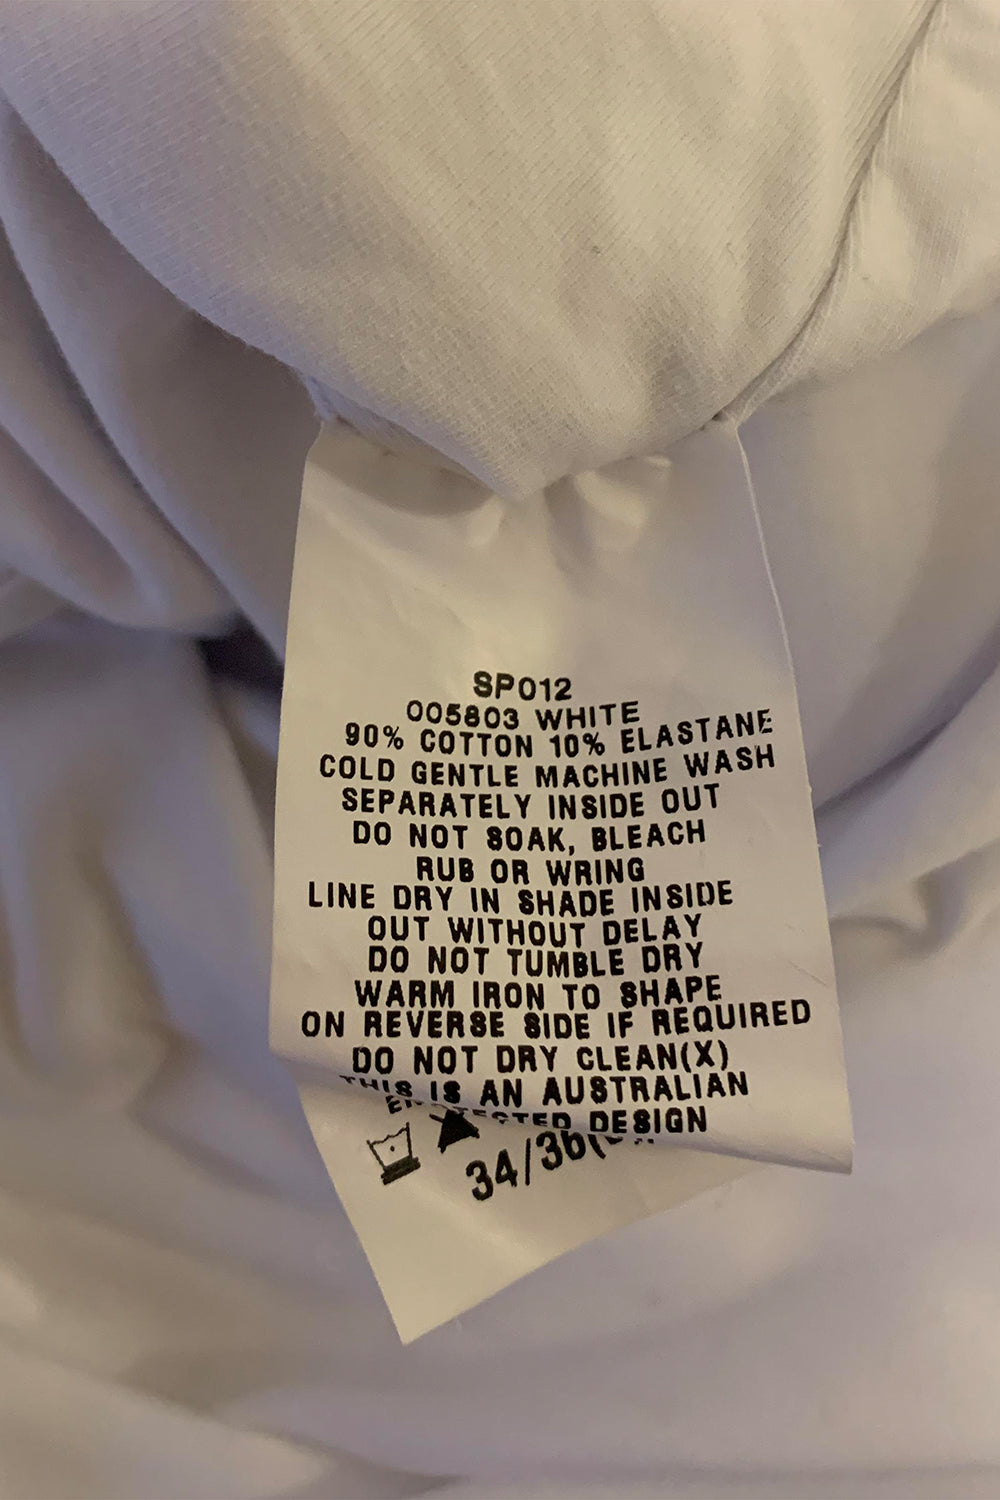 SP012
005803 WHITE
90% COTTON 10% ELASTANE
COLD GENTLE MACHINE WASH
SEPARATELY INSIDE OUT
DO NOT SOAK, BLEACH
RUB OR WRING
LINE DRY IN SHADE INSIDE
OUT WITHOUT DELAY
DO NOT TUMBLE DRY
WARM IRON TO SHAPE
ON REVERSE SIDE IF REQUIRED
DO NOT DRY CLEAN(X)
THIS IS AN AUSTRALIAN
DESIGN
34/36